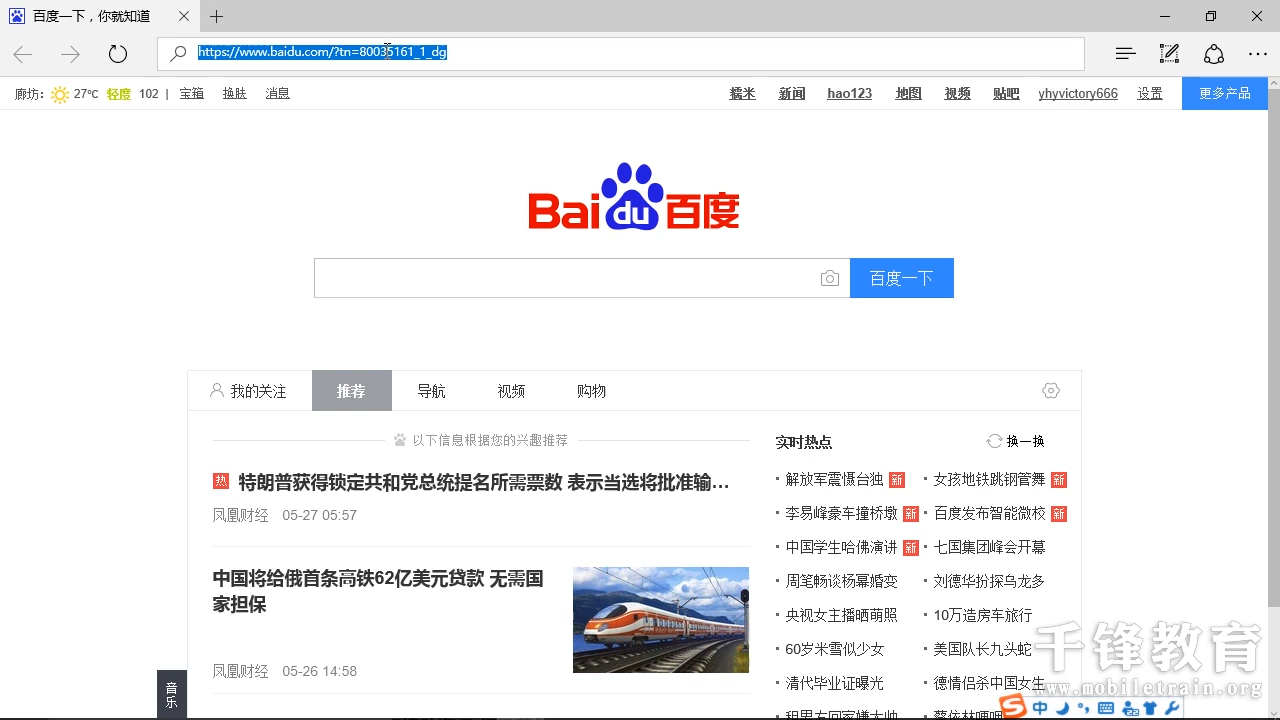 百度一下，你就知道
https://www.baidu.com/?tn=80035161_1_dg
廊坊： 27℃ 轻度 102 | 宝箱 换肤 消息 糯米 新闻 hao123 地图 视频 贴吧 yhyvictory666 设置 更多产品
Bai du 百度
百度一下
我的关注 推荐 导航 视频 购物
以下信息根据您的兴趣推荐
热 特朗普获得锁定共和党总统提名所需票数 表示当选将批准输...
凤凰财经 05-27 05:57
中国将给俄首条高铁62亿美元贷款 无需国
家担保
凤凰财经 05-26 14:58
音
乐
实时热点 换一换
解放军震慑台独 新 女孩地铁跳钢管舞 新
李易峰豪车撞桥墩 新 百度发布智能微校 新
中国学生哈佛演讲 新 七国集团峰会开幕
周笔畅谈杨幂婚变 刘德华扮探乌龙多
央视女主播晒萌照 10万造房车旅行
60岁米雪似少女 美国队长九头蛇
清代毕业证曝光 德情侣杀中国女生
千锋教育
www.mobiletrain.org
S 中